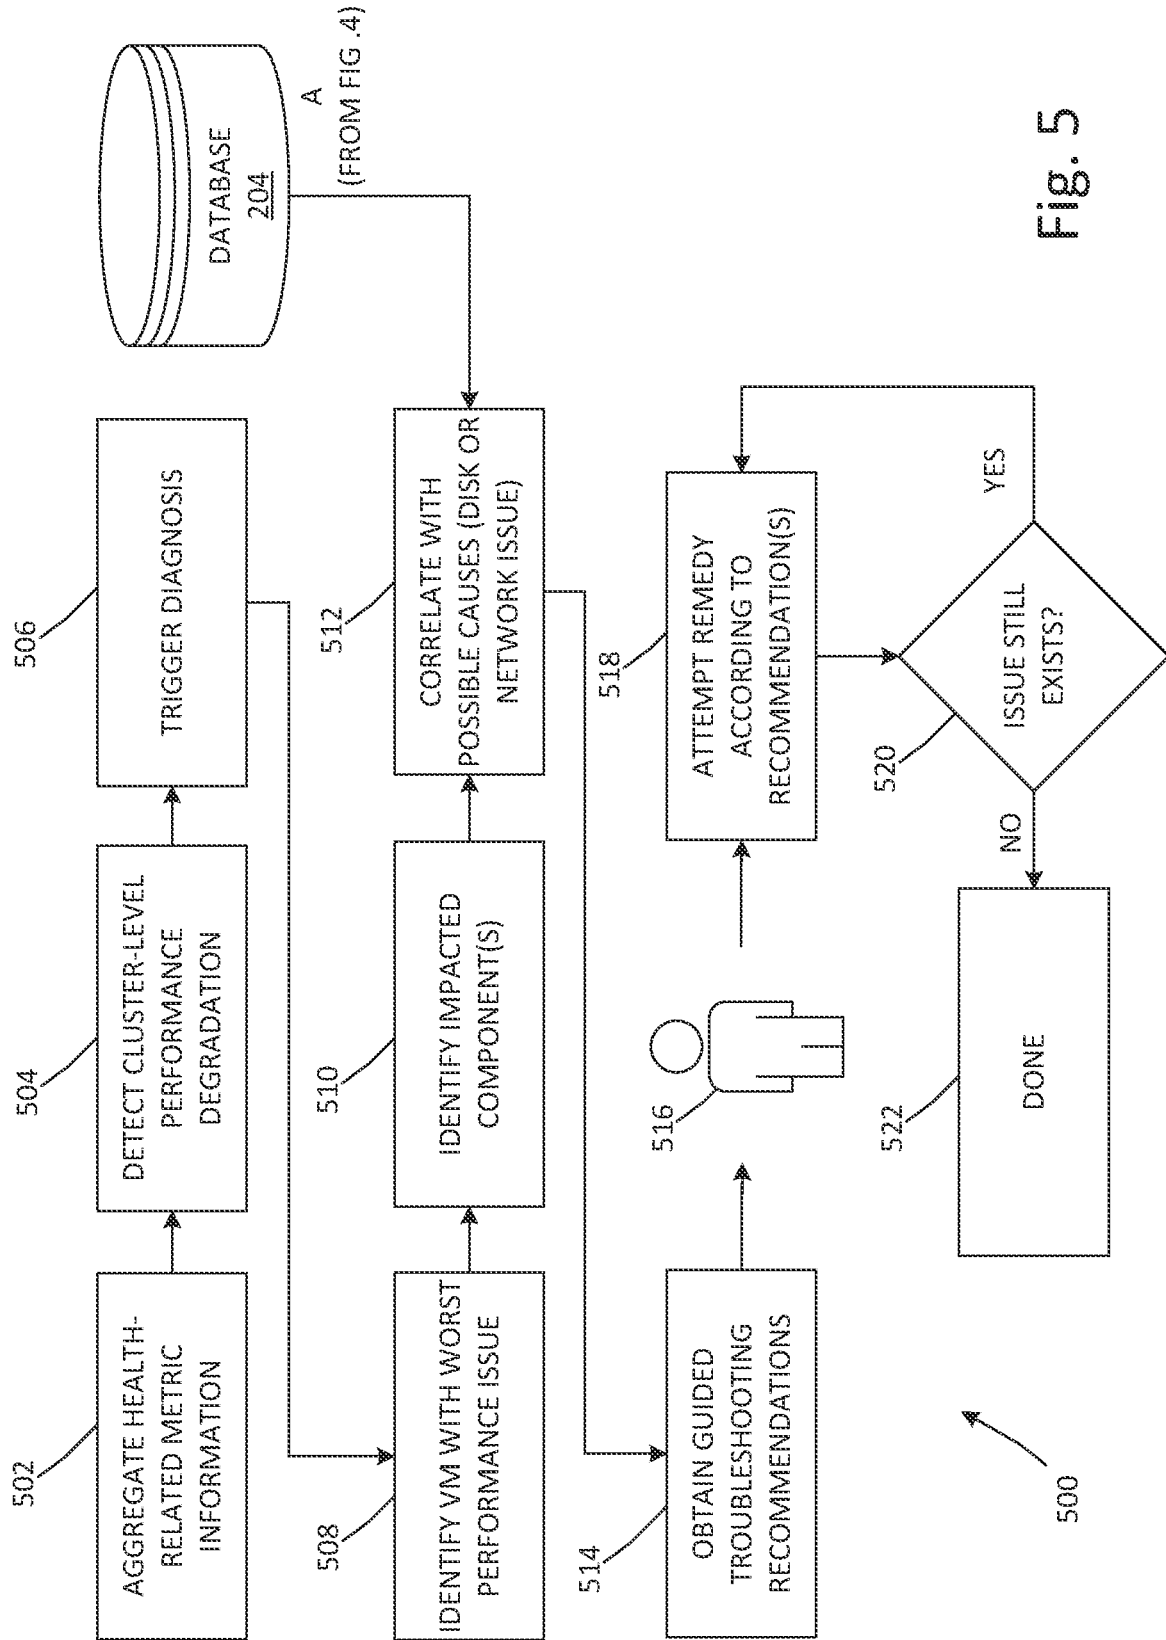 502
AGGREGATE HEALTH-
RELATED METRIC
INFORMATION
504
DETECT CLUSTER-LEVEL
PERFORMANCE
DEGRADATION
506
TRIGGER DIAGNOSIS
DATABASE
204
A
(FROM FIG .4)
508
IDENTIFY VM WITH WORST
PERFORMANCE ISSUE
510
IDENTIFY IMPACTED
COMPONENT(S)
512
CORRELATE WITH
POSSIBLE CAUSES (DISK OR
NETWORK ISSUE)
514
OBTAIN GUIDED
TROUBLESHOOTING
RECOMMENDATIONS
516
518
ATTEMPT REMEDY
ACCORDING TO
RECOMMENDATION(S)
520
ISSUE STILL
EXISTS?
YES
NO
522
DONE
500
Fig. 5